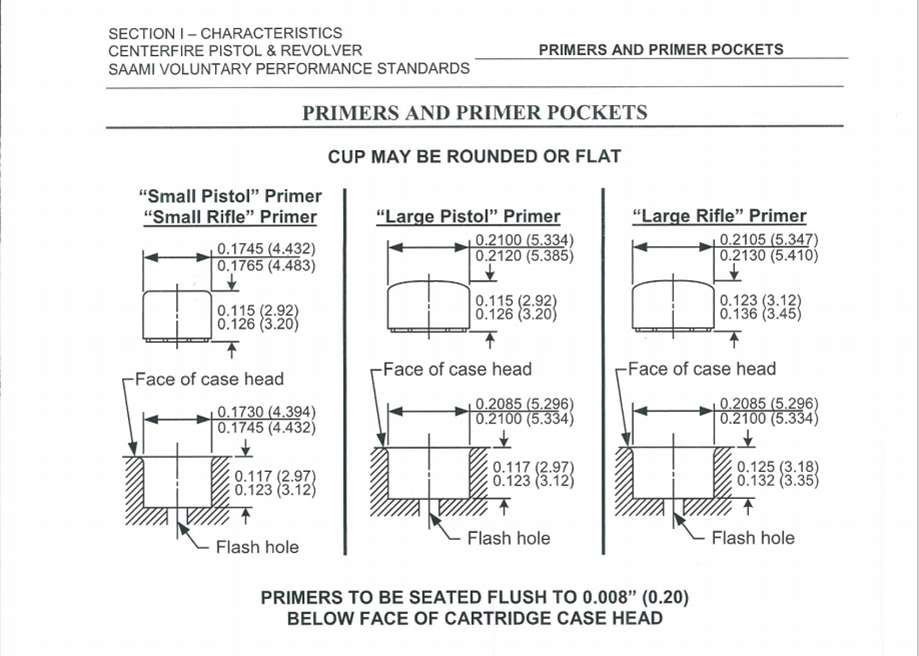 SECTION I – CHARACTERISTICS
CENTERFIRE PISTOL & REVOLVER
SAAMI VOLUNTARY PERFORMANCE STANDARDS
PRIMERS AND PRIMER POCKETS
PRIMERS AND PRIMER POCKETS
CUP MAY BE ROUNDED OR FLAT
“Small Pistol” Primer
“Small Rifle” Primer
0.1745 (4.432)
0.1765 (4.483)
0.115 (2.92)
0.126 (3.20)
Face of case head
0.1730 (4.394)
0.1745 (4.432)
0.117 (2.97)
0.123 (3.12)
Flash hole
“Large Pistol” Primer
0.2100 (5.334)
0.2120 (5.385)
0.115 (2.92)
0.126 (3.20)
Face of case head
0.2085 (5.296)
0.2100 (5.334)
0.117 (2.97)
0.123 (3.12)
Flash hole
“Large Rifle” Primer
0.2105 (5.347)
0.2130 (5.410)
0.123 (3.12)
0.136 (3.45)
Face of case head
0.2085 (5.296)
0.2100 (5.334)
0.125 (3.18)
0.132 (3.35)
Flash hole
PRIMERS TO BE SEATED FLUSH TO 0.008” (0.20)
BELOW FACE OF CARTRIDGE CASE HEAD